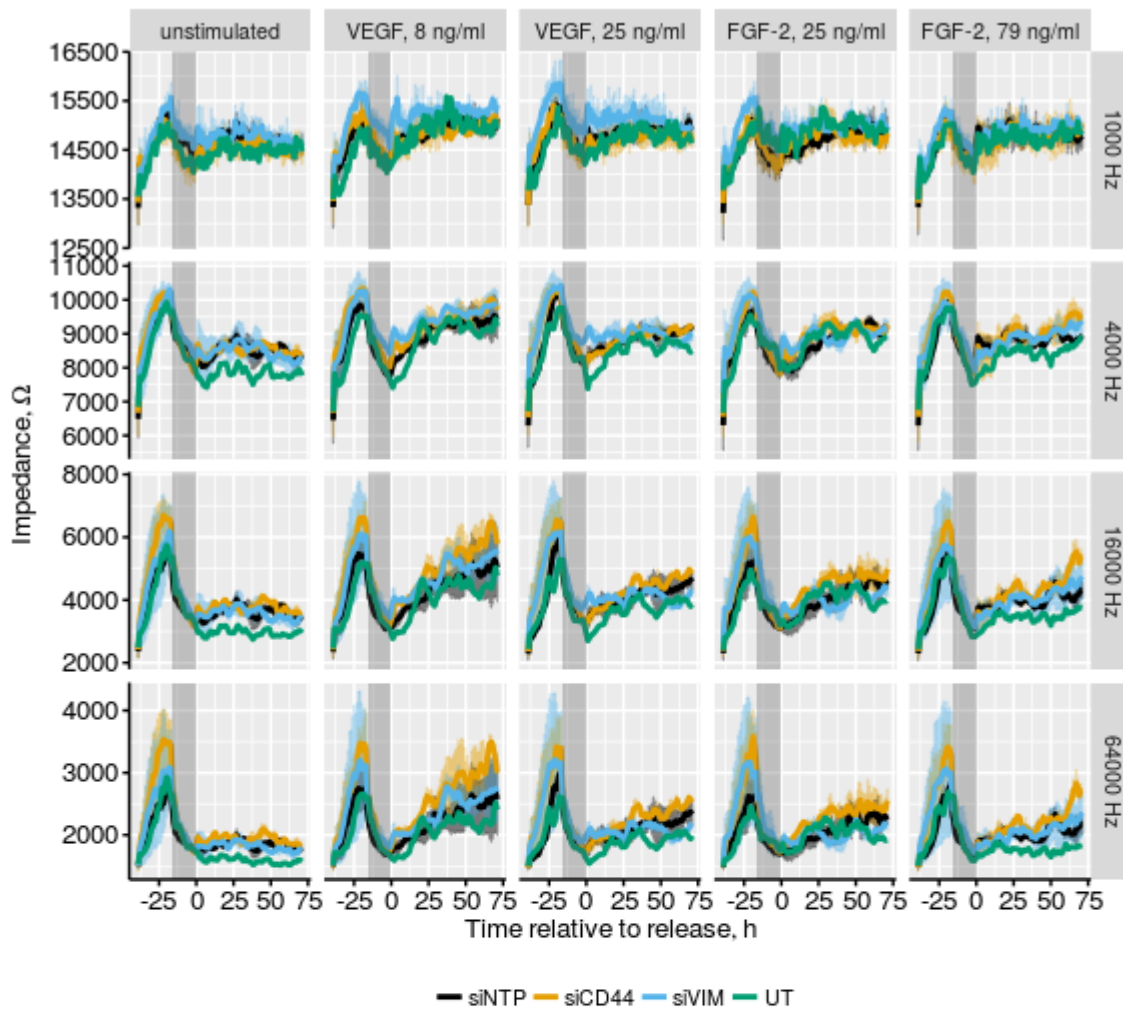 unstimulated VEGF, 8 ng/ml VEGF, 25 ng/ml FGF-2, 25 ng/ml FGF-2, 79 ng/ml
16500
15500
14500
13500
12500
1000 Hz
11000
10000
9000
8000
7000
6000
4000 Hz
8000
6000
4000
2000
16000 Hz
4000
3000
2000
64000 Hz
Impedance, Ω
-25 0 25 50 75 -25 0 25 50 75 -25 0 25 50 75 -25 0 25 50 75 -25 0 25 50 75
Time relative to release, h
siNTP siCD44 siVIM UT